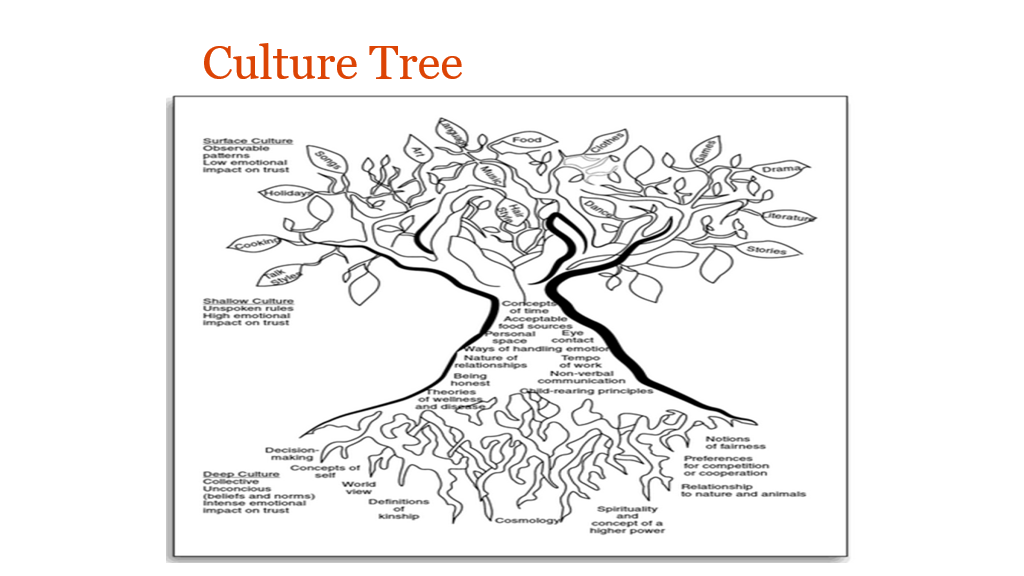 Culture Tree
Surface Culture
Observable
patterns
Low emotional
impact on trust
Songs
Art
Language
Food
Clothes
Games
Drama
Music
Holidays
Hair
Style
Dance
Literature
Cooking
Stories
Talk
Styles
Shallow Culture
Unspoken rules
High emotional
impact on trust
Concepts
of time
Acceptable
food sources
Personal
space
Eye
contact
Ways of handling emotion
Nature of
relationships
Tempo
of work
Being
honest
Non-verbal
communication
Theories
of wellness
and disease
Child-rearing principles
Decision-
making
Notions
of fairness
Concepts of
self
Preferences
for competition
or cooperation
Deep Culture
Collective
Unconcious
(beliefs and norms)
Intense emotional
impact on trust
World
view
Relationship
to nature and animals
Definitions
of
kinship
Cosmology
Spirituality
and
concept of a
higher power